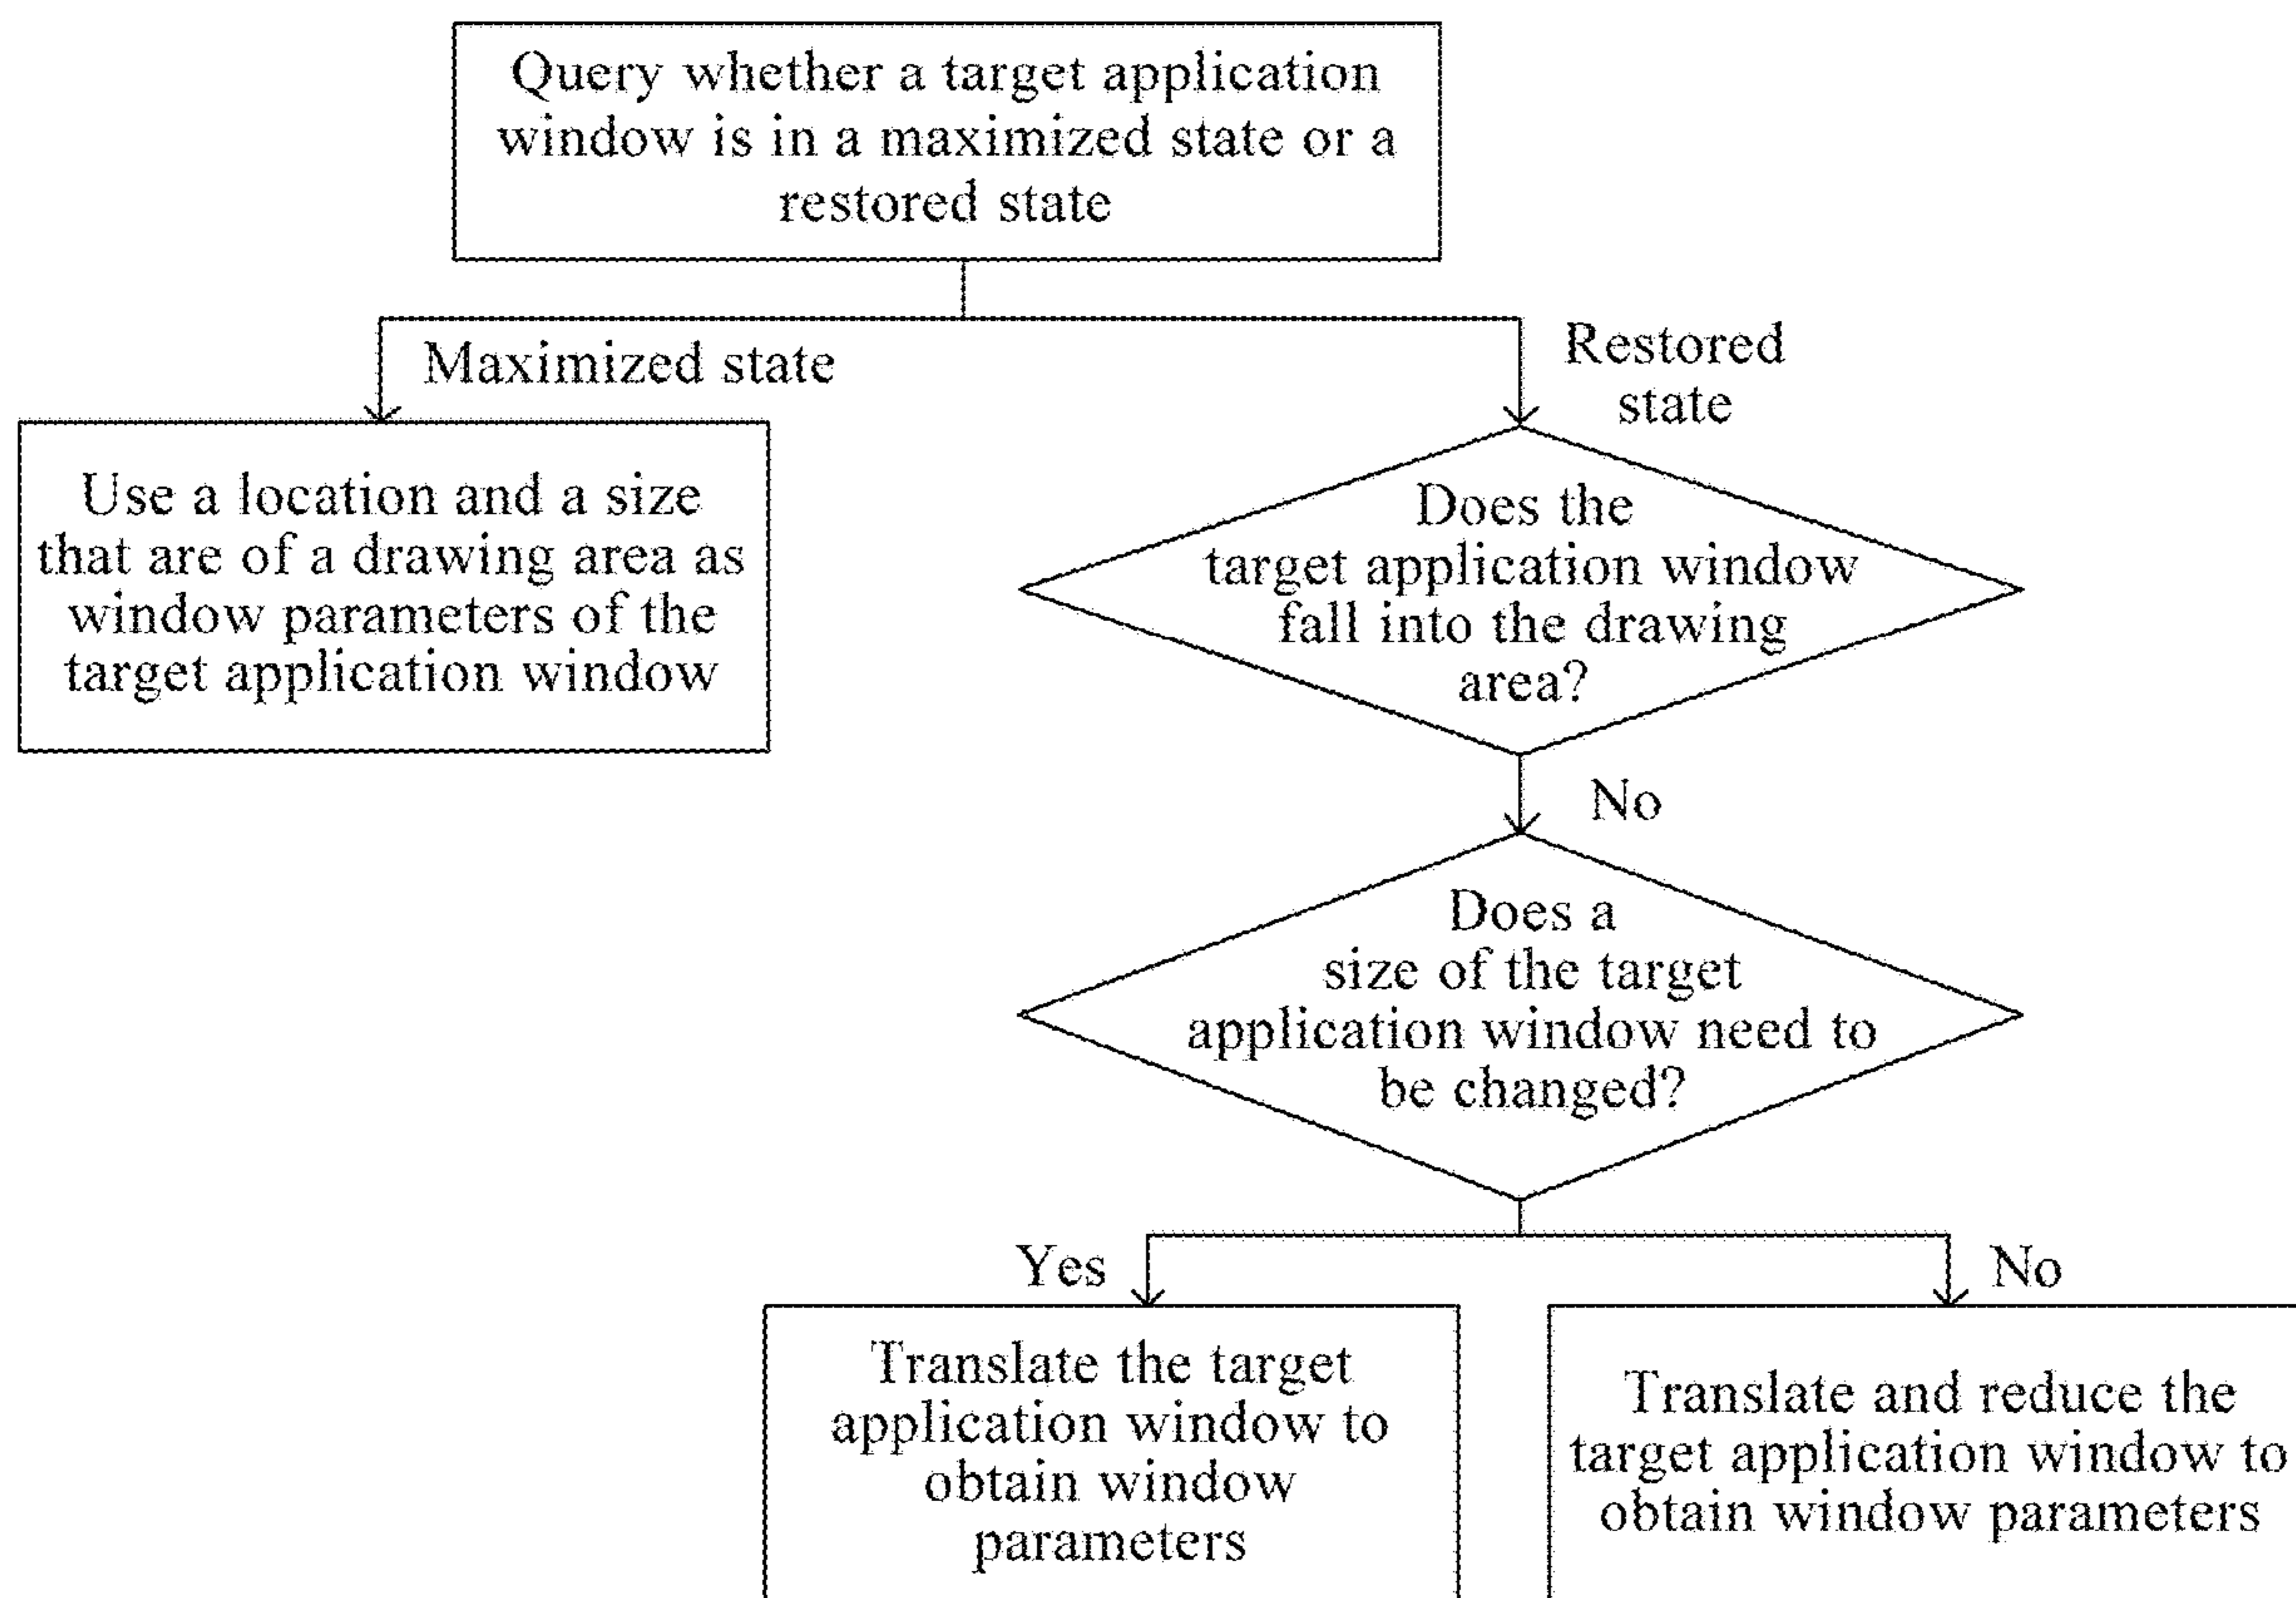 Query whether a target application
window is in a maximized state or a
restored state
Maximized state
Restored
state
Use a location and a size
that are of a drawing area as
window parameters of the
target application window
Does the
target application window
fall into the drawing
area?
No
Does a
size of the target
application window need to
be changed?
Yes
No
Translate the target
application window to
obtain window
parameters
Translate and reduce the
target application window to
obtain window parameters